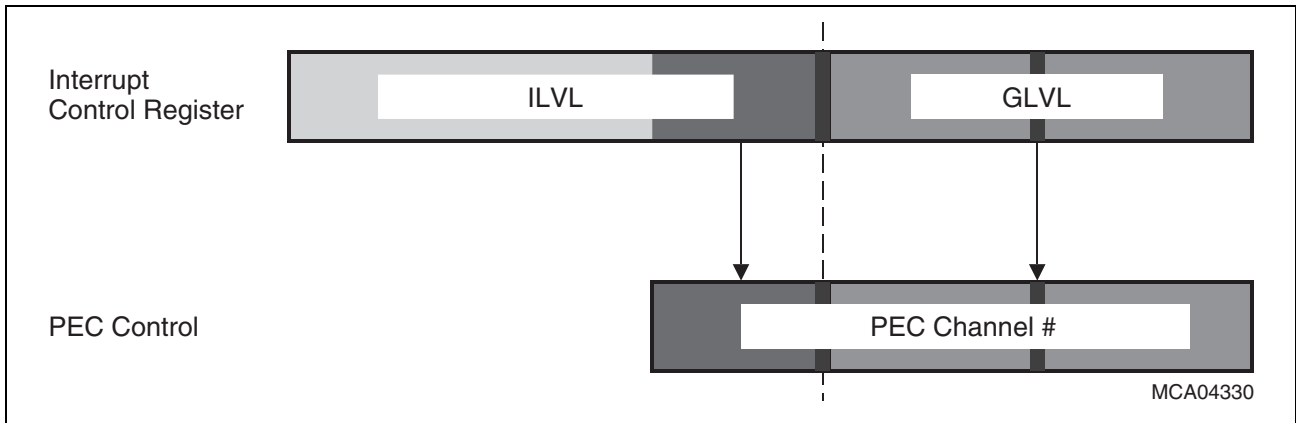 Interrupt
Control Register
ILVL
GLVL
PEC Control
PEC Channel #
MCA04330